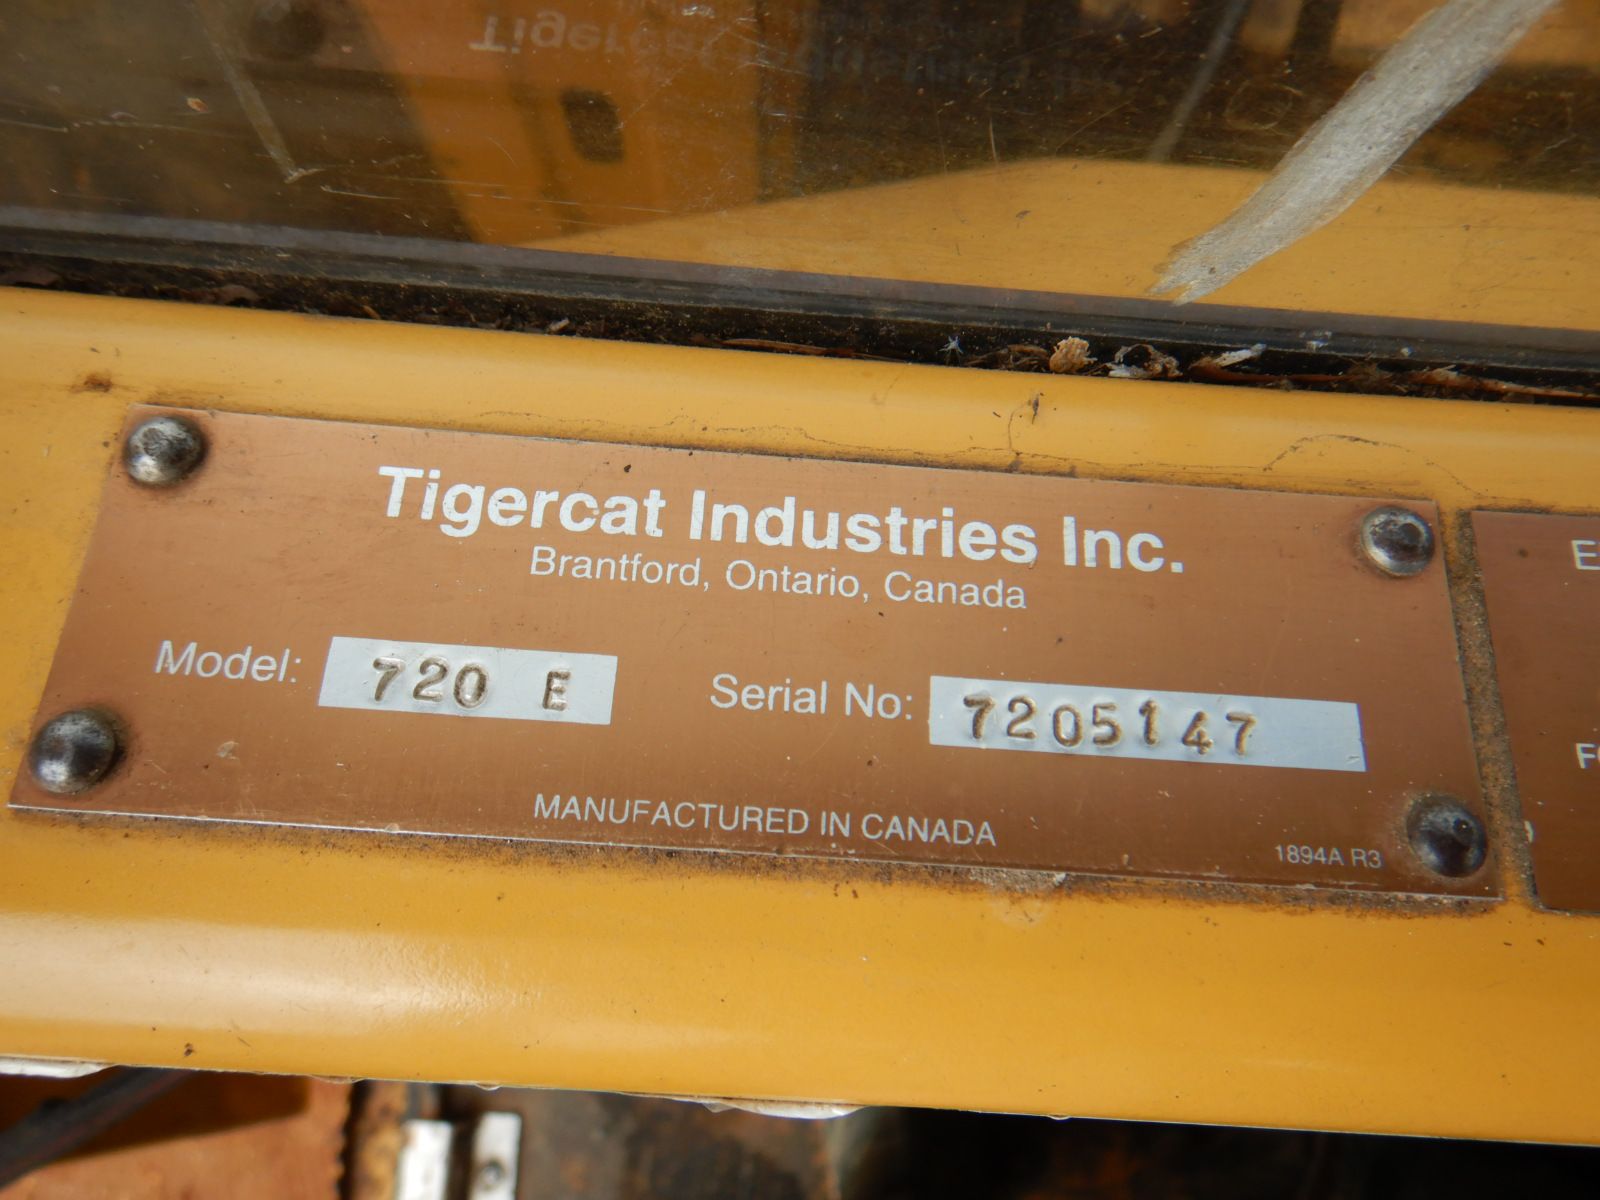 Tigercat Industries Inc.
Brantford, Ontario, Canada
Model: 720 E Serial No: 7205147
MANUFACTURED IN CANADA
1894A R3